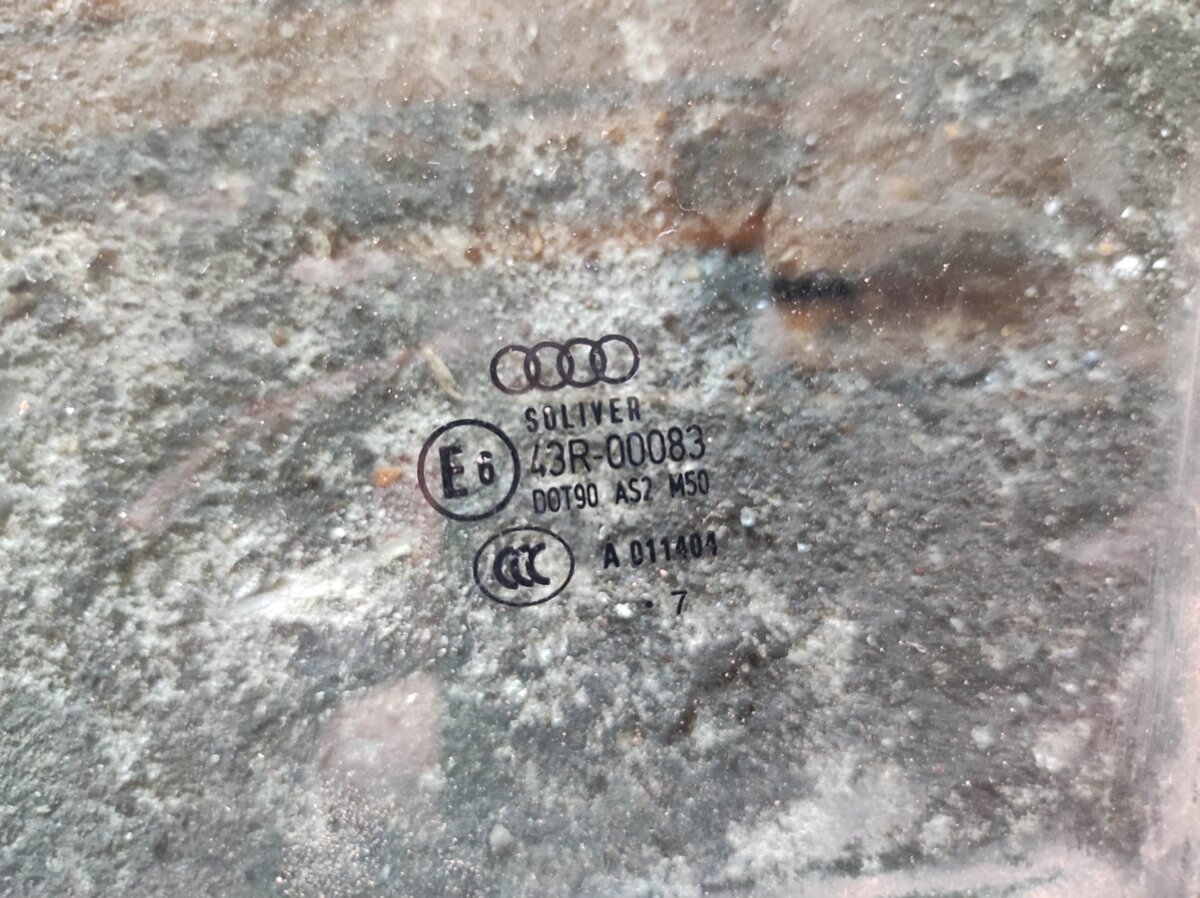 SOLIVER
E6 43R-00083
DOT90 AS2 M50
CCC A 011404
. 7